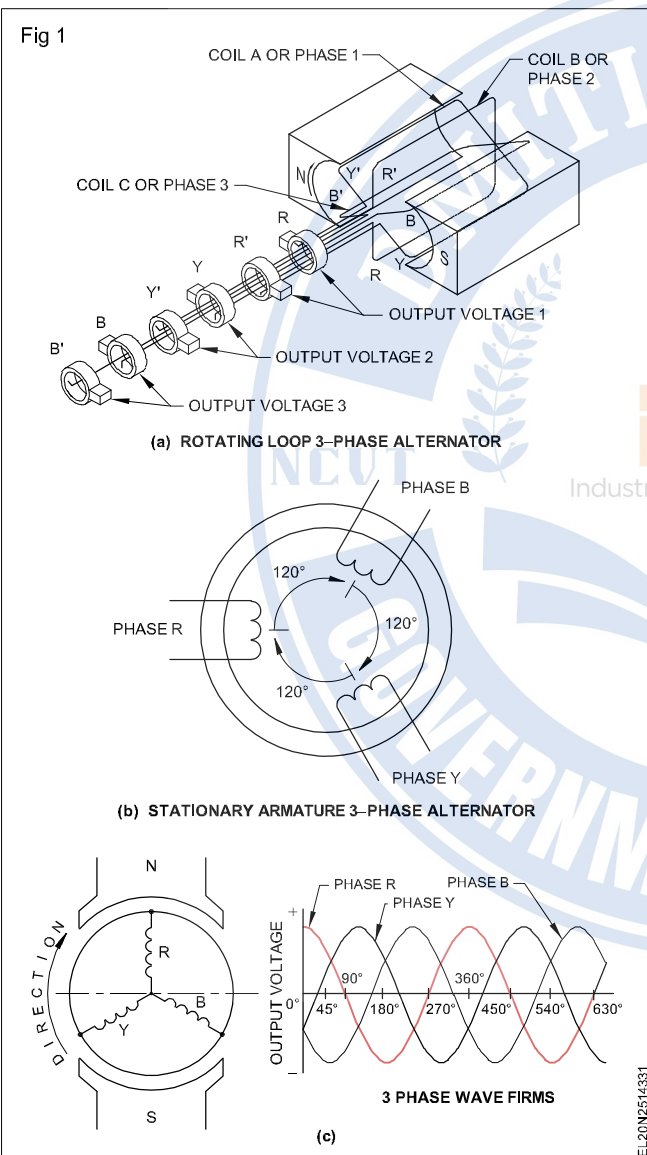 Fig 1
COIL A OR PHASE 1
COIL B OR
PHASE 2
N
Y'
R'
COIL C OR PHASE 3
B'
R
B
R'
S
Y
R
Y
Y'
OUTPUT VOLTAGE 1
B
B'
OUTPUT VOLTAGE 2
OUTPUT VOLTAGE 3
(a) ROTATING LOOP 3–PHASE ALTERNATOR
DMITI
NCVT
Industr
PHASE B
120°
PHASE R
120°
120°
PHASE Y
GOVERNM
(b) STATIONARY ARMATURE 3–PHASE ALTERNATOR
N
DIRECTION
R
Y
B
S
PHASE R
PHASE B
PHASE Y
+
OUTPUT VOLTAGE
–
90°
360°
0°
45°
180°
270°
450°
540°
630°
3 PHASE WAVE FIRMS
(c)
EL20N2514331